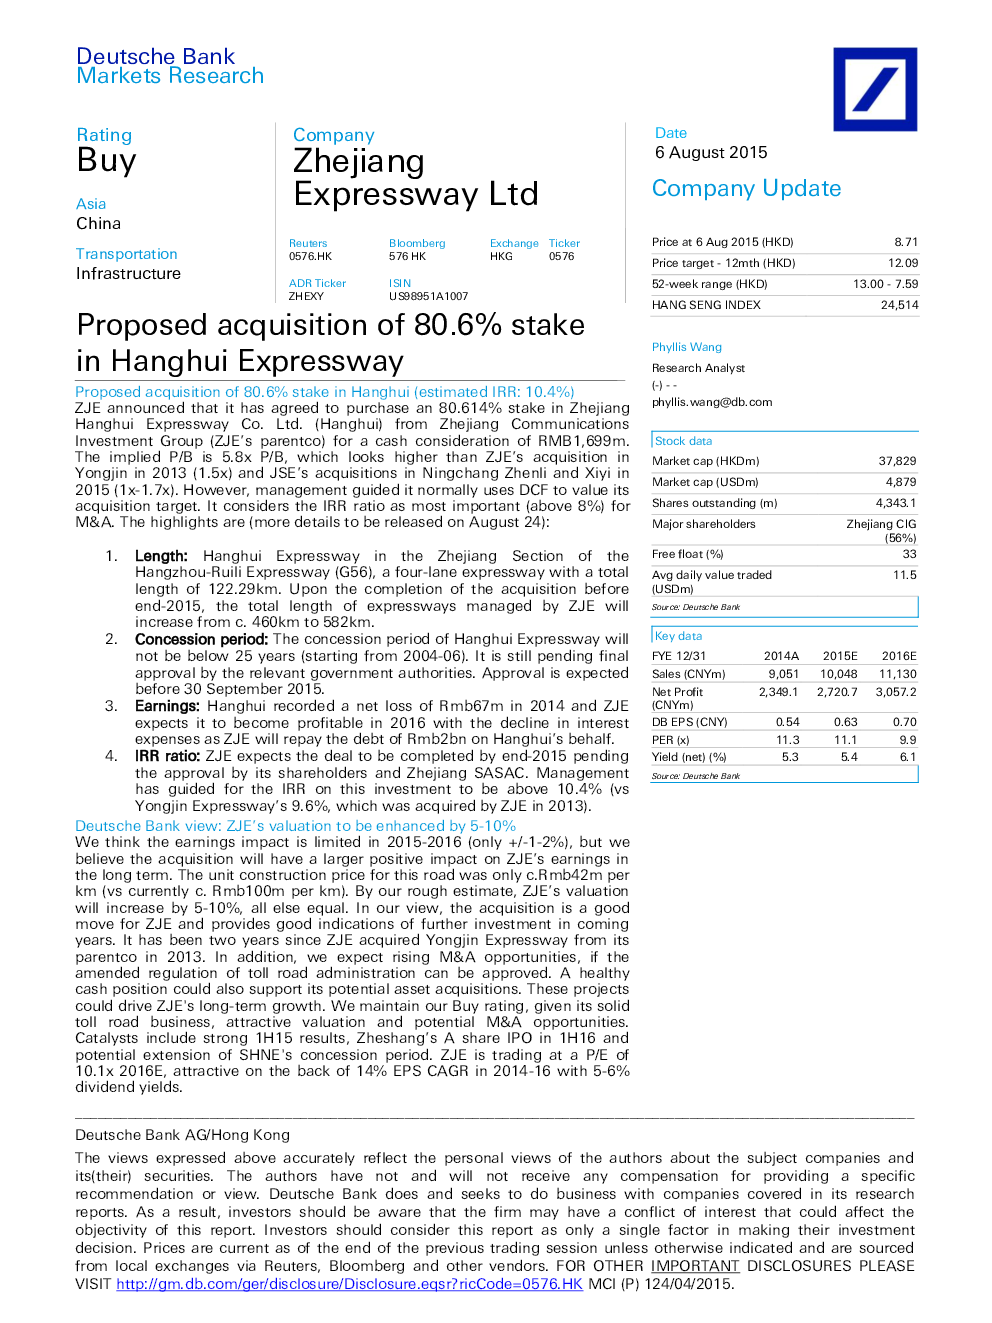 Deutsche Bank
Markets Research
Rating
Buy
Asia
China
Transportation
Infrastructure
Company
Zhejiang
Expressway Ltd
Reuters Bloomberg Exchange Ticker
0576.HK 576 HK HKG 0576
ADR Ticker ISIN
ZHEXY US98951A1007
Date
6 August 2015
Company Update
Price at 6 Aug 2015 (HKD) 8.71
Price target - 12mth (HKD) 12.09
52-week range (HKD) 13.00 - 7.59
HANG SENG INDEX 24,514
Phyllis Wang
Research Analyst
(-) - -
phyllis.wang@db.com
Stock data
Market cap (HKDm) 37,829
Market cap (USDm) 4,879
Shares outstanding (m) 4,343.1
Major shareholders Zhejiang CIG
(56%)
Free float (%) 33
Avg daily value traded 11.5
(USDm)
Source: Deutsche Bank
Key data
FYE 12/31 2014A 2015E 2016E
Sales (CNYm) 9,051 10,048 11,130
Net Profit 2,349.1 2,720.7 3,057.2
(CNYm)
DB EPS (CNY) 0.54 0.63 0.70
PER (x) 11.3 11.1 9.9
Yield (net) (%) 5.3 5.4 6.1
Source: Deutsche Bank
Proposed acquisition of 80.6% stake
in Hanghui Expressway
Proposed acquisition of 80.6% stake in Hanghui (estimated IRR: 10.4%)
ZJE announced that it has agreed to purchase an 80.614% stake in Zhejiang
Hanghui Expressway Co. Ltd. (Hanghui) from Zhejiang Communications
Investment Group (ZJE's parentco) for a cash consideration of RMB1,699m.
The implied P/B is 5.8x P/B, which looks higher than ZJE's acquisition in
Yongjin in 2013 (1.5x) and JSE's acquisitions in Ningchang Zhenli and Xiyi in
2015 (1x-1.7x). However, management guided it normally uses DCF to value its
acquisition target. It considers the IRR ratio as most important (above 8%) for
M&A. The highlights are (more details to be released on August 24):
1. Length: Hanghui Expressway in the Zhejiang Section of the
Hangzhou-Ruili Expressway (G56), a four-lane expressway with a total
length of 122.29km. Upon the completion of the acquisition before
end-2015, the total length of expressways managed by ZJE will
increase from c. 460km to 582km.
2. Concession period: The concession period of Hanghui Expressway will
not be below 25 years (starting from 2004-06). It is still pending final
approval by the relevant government authorities. Approval is expected
before 30 September 2015.
3. Earnings: Hanghui recorded a net loss of Rmb67m in 2014 and ZJE
expects it to become profitable in 2016 with the decline in interest
expenses as ZJE will repay the debt of Rmb2bn on Hanghui's behalf.
4. IRR ratio: ZJE expects the deal to be completed by end-2015 pending
the approval by its shareholders and Zhejiang SASAC. Management
has guided for the IRR on this investment to be above 10.4% (vs
Yongjin Expressway's 9.6%, which was acquired by ZJE in 2013).
Deutsche Bank view: ZJE's valuation to be enhanced by 5-10%
We think the earnings impact is limited in 2015-2016 (only +/-1-2%), but we
believe the acquisition will have a larger positive impact on ZJE's earnings in
the long term. The unit construction price for this road was only c.Rmb42m per
km (vs currently c. Rmb100m per km). By our rough estimate, ZJE's valuation
will increase by 5-10%, all else equal. In our view, the acquisition is a good
move for ZJE and provides good indications of further investment in coming
years. It has been two years since ZJE acquired Yongjin Expressway from its
parentco in 2013. In addition, we expect rising M&A opportunities, if the
amended regulation of toll road administration can be approved. A healthy
cash position could also support its potential asset acquisitions. These projects
could drive ZJE's long-term growth. We maintain our Buy rating, given its solid
toll road business, attractive valuation and potential M&A opportunities.
Catalysts include strong 1H15 results, Zheshang's A share IPO in 1H16 and
potential extension of SHNE's concession period. ZJE is trading at a P/E of
10.1x 2016E, attractive on the back of 14% EPS CAGR in 2014-16 with 5-6%
dividend yields.
Deutsche Bank AG/Hong Kong
The views expressed above accurately reflect the personal views of the authors about the subject companies and
its(their) securities. The authors have not and will not receive any compensation for providing a specific
recommendation or view. Deutsche Bank does and seeks to do business with companies covered in its research
reports. As a result, investors should be aware that the firm may have a conflict of interest that could affect the
objectivity of this report. Investors should consider this report as only a single factor in making their investment
decision. Prices are current as of the end of the previous trading session unless otherwise indicated and are sourced
from local exchanges via Reuters, Bloomberg and other vendors. FOR OTHER IMPORTANT DISCLOSURES PLEASE
VISIT http://gm.db.com/ger/disclosure/Disclosure.eqsr?ricCode=0576.HK MCI (P) 124/04/2015.